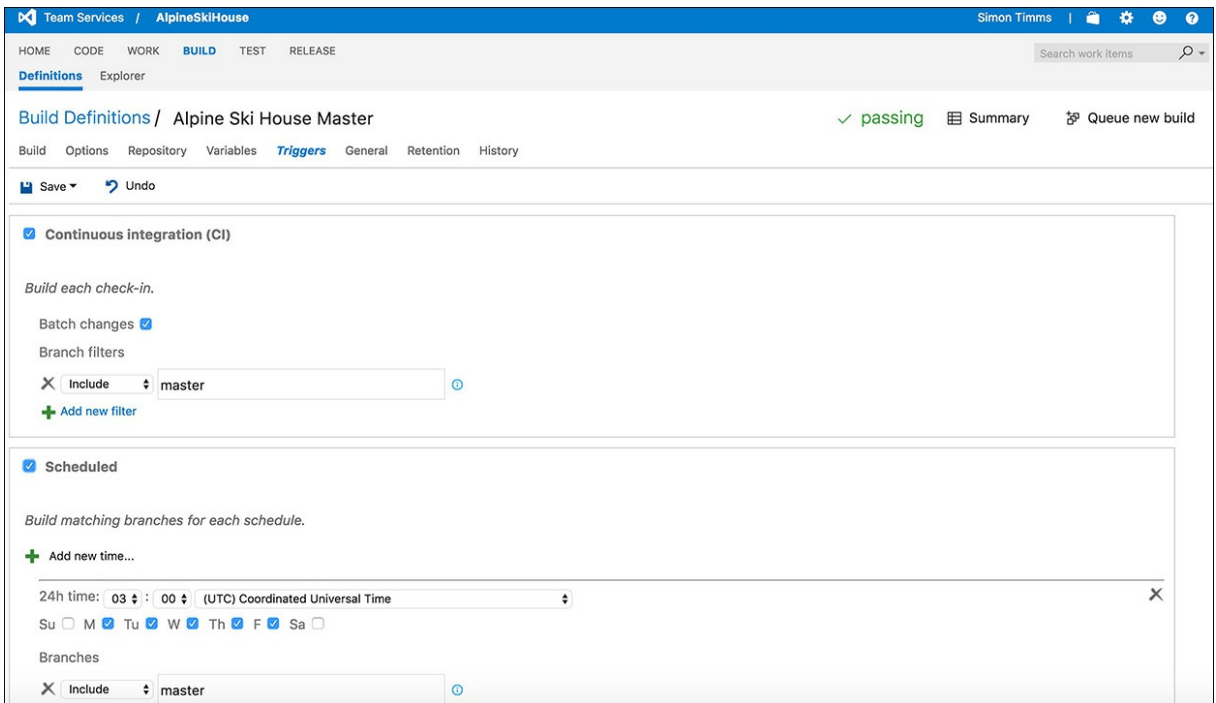 Team Services / AlpineSkiHouse Simon Timms |
HOME CODE WORK BUILD TEST RELEASE Search work items
Definitions Explorer
Build Definitions / Alpine Ski House Master passing Summary Queue new build
Build Options Repository Variables Triggers General Retention History
Save Undo
Continuous integration (CI)
Build each check-in.
Batch changes
Branch filters
Include master
Add new filter
Scheduled
Build matching branches for each schedule.
Add new time...
24h time: 03 : 00 (UTC) Coordinated Universal Time
Su M Tu W Th F Sa
Branches
Include master